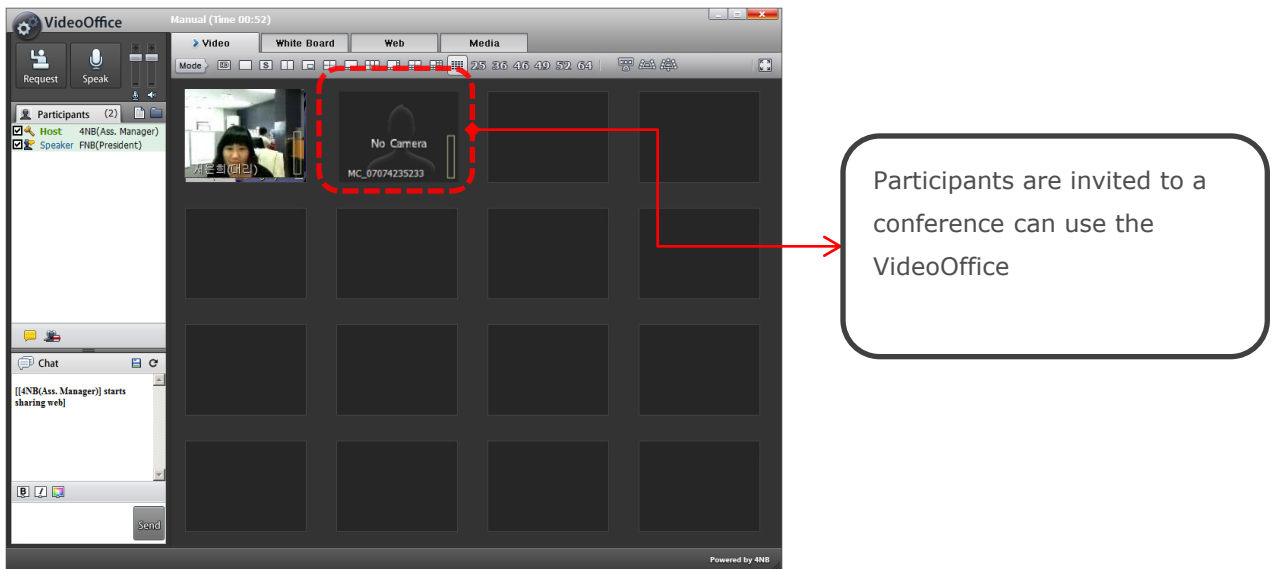 VideoOffice
Manual (Time 00:52)
Request
Speak
Video
White Board
Web
Media
Mode
S
25 36 46 49 52 64
Participants (2)
Host 4NB(Ass. Manager)
Speaker FNB(President)
No Camera
MC_07074235233
Participants are invited to a
conference can use the
VideoOffice
Chat
[[4NB(Ass. Manager)] starts
sharing web]
B I
Send
Powered by 4NB